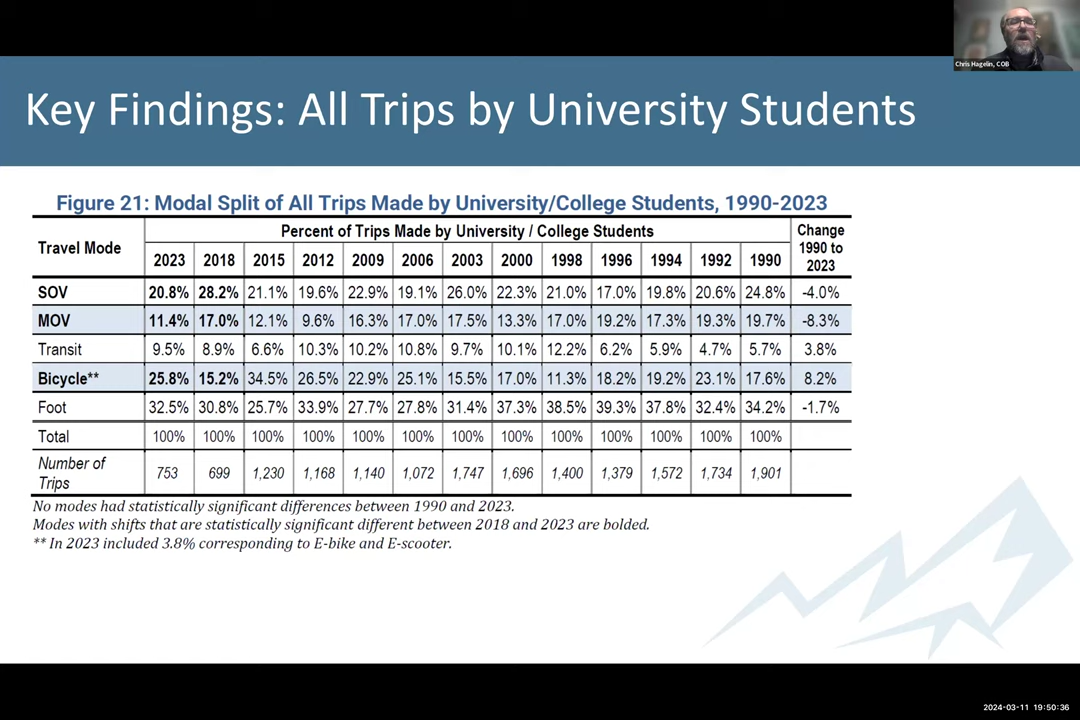 Chris Hagelin, COB
Key Findings: All Trips by University Students
Figure 21: Modal Split of All Trips Made by University/College Students, 1990-2023
Travel Mode
Percent of Trips Made by University / College Students
Change 1990 to 2023
2023 2018 2015 2012 2009 2006 2003 2000 1998 1996 1994 1992 1990
SOV 20.8% 28.2% 21.1% 19.6% 22.9% 19.1% 26.0% 22.3% 21.0% 17.0% 19.8% 20.6% 24.8% -4.0%
MOV 11.4% 17.0% 12.1% 9.6% 16.3% 17.0% 17.5% 13.3% 17.0% 19.2% 17.3% 19.3% 19.7% -8.3%
Transit 9.5% 8.9% 6.6% 10.3% 10.2% 10.8% 9.7% 10.1% 12.2% 6.2% 5.9% 4.7% 5.7% 3.8%
Bicycle** 25.8% 15.2% 34.5% 26.5% 22.9% 25.1% 15.5% 17.0% 11.3% 18.2% 19.2% 23.1% 17.6% 8.2%
Foot 32.5% 30.8% 25.7% 33.9% 27.7% 27.8% 31.4% 37.3% 38.5% 39.3% 37.8% 32.4% 34.2% -1.7%
Total 100% 100% 100% 100% 100% 100% 100% 100% 100% 100% 100% 100% 100%
Number of Trips 753 699 1,230 1,168 1,140 1,072 1,747 1,696 1,400 1,379 1,572 1,734 1,901
No modes had statistically significant differences between 1990 and 2023.
Modes with shifts that are statistically significant different between 2018 and 2023 are bolded.
** In 2023 included 3.8% corresponding to E-bike and E-scooter.
2024-03-11 19:50:36